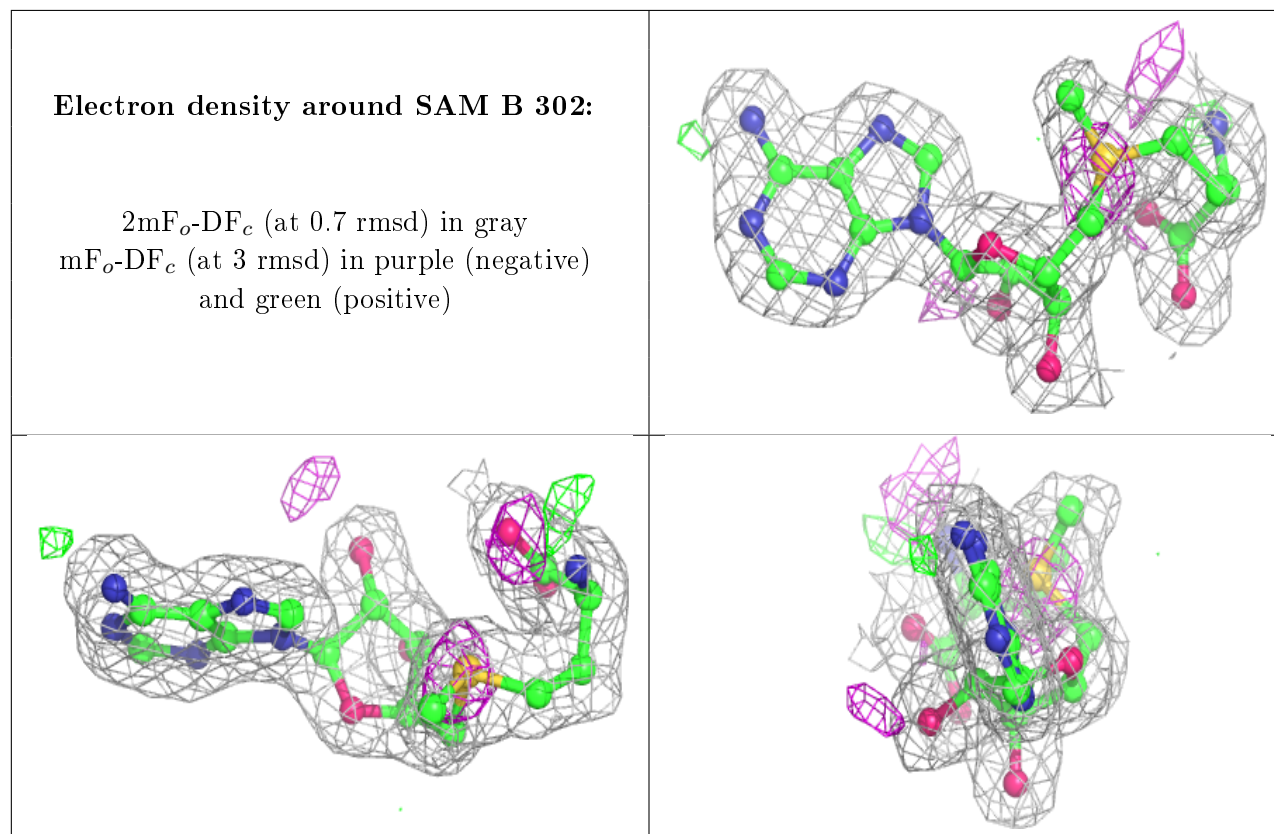 Electron density around SAM B 302:
2mFo-DFc (at 0.7 rmsd) in gray
mFo-DFc (at 3 rmsd) in purple (negative)
and green (positive)